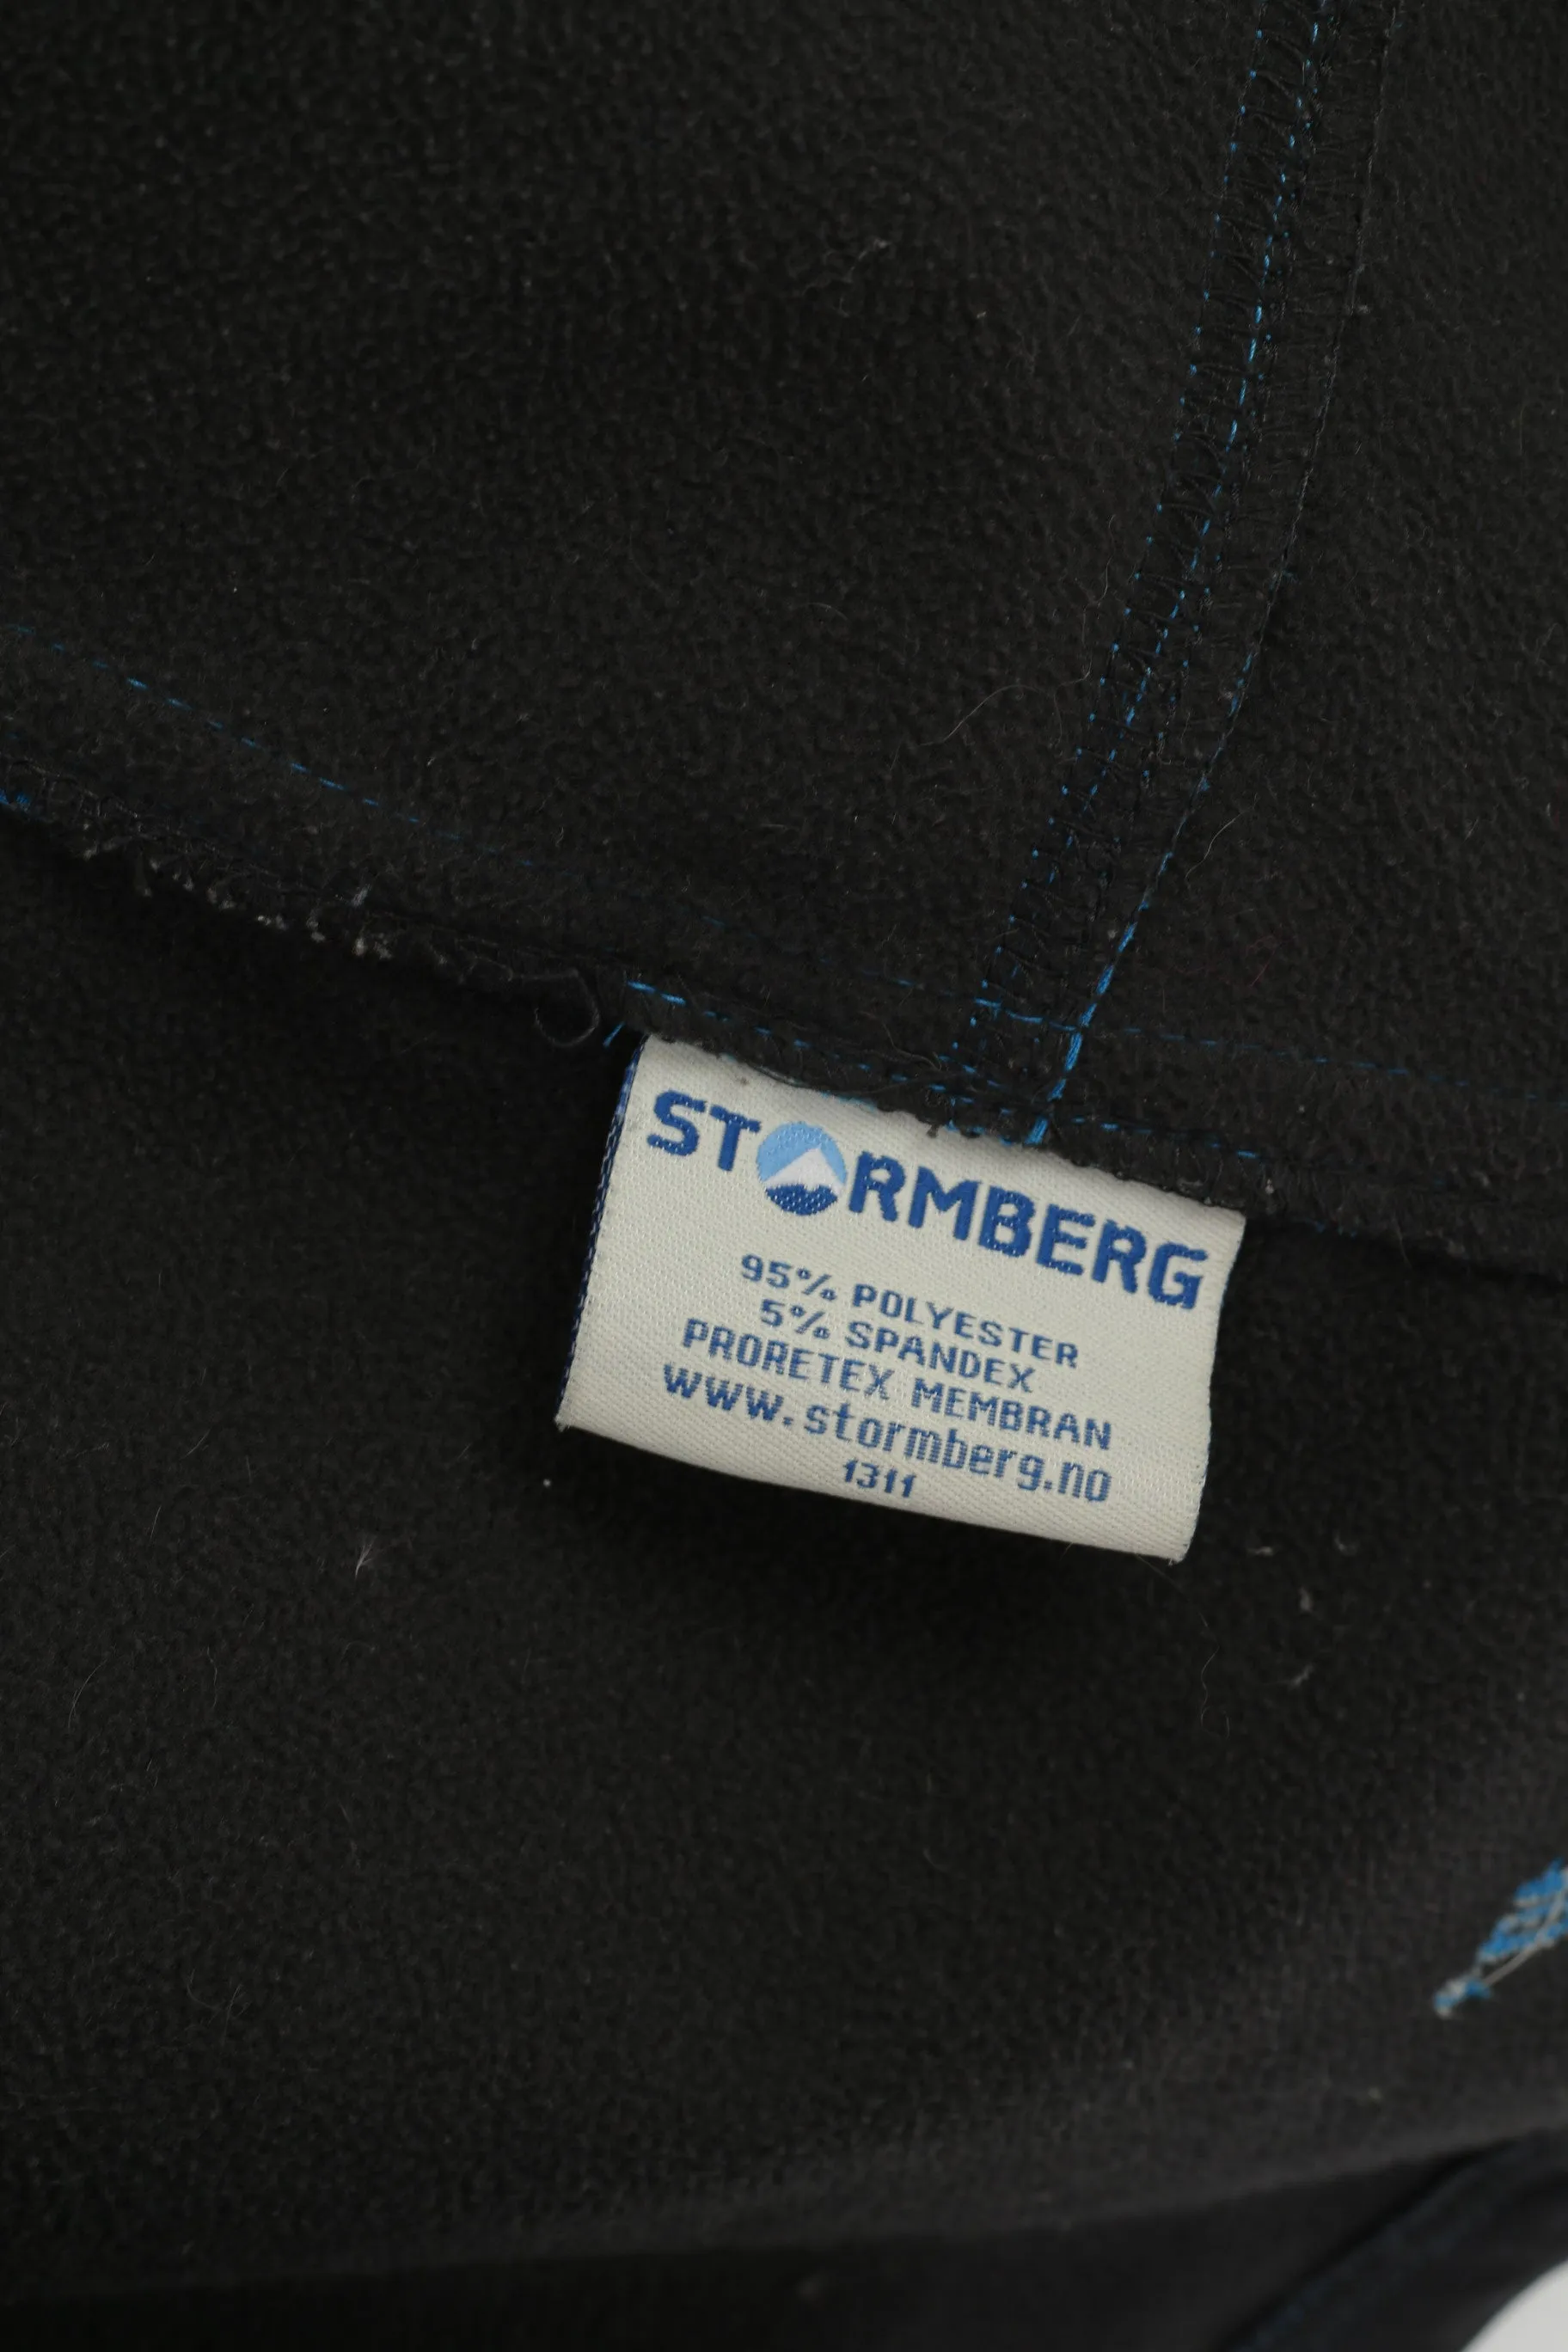 STORMBERG
95% POLYESTER
5% SPANDEX
PRORETEX MEMBRAN
www.stormberg.no
1311